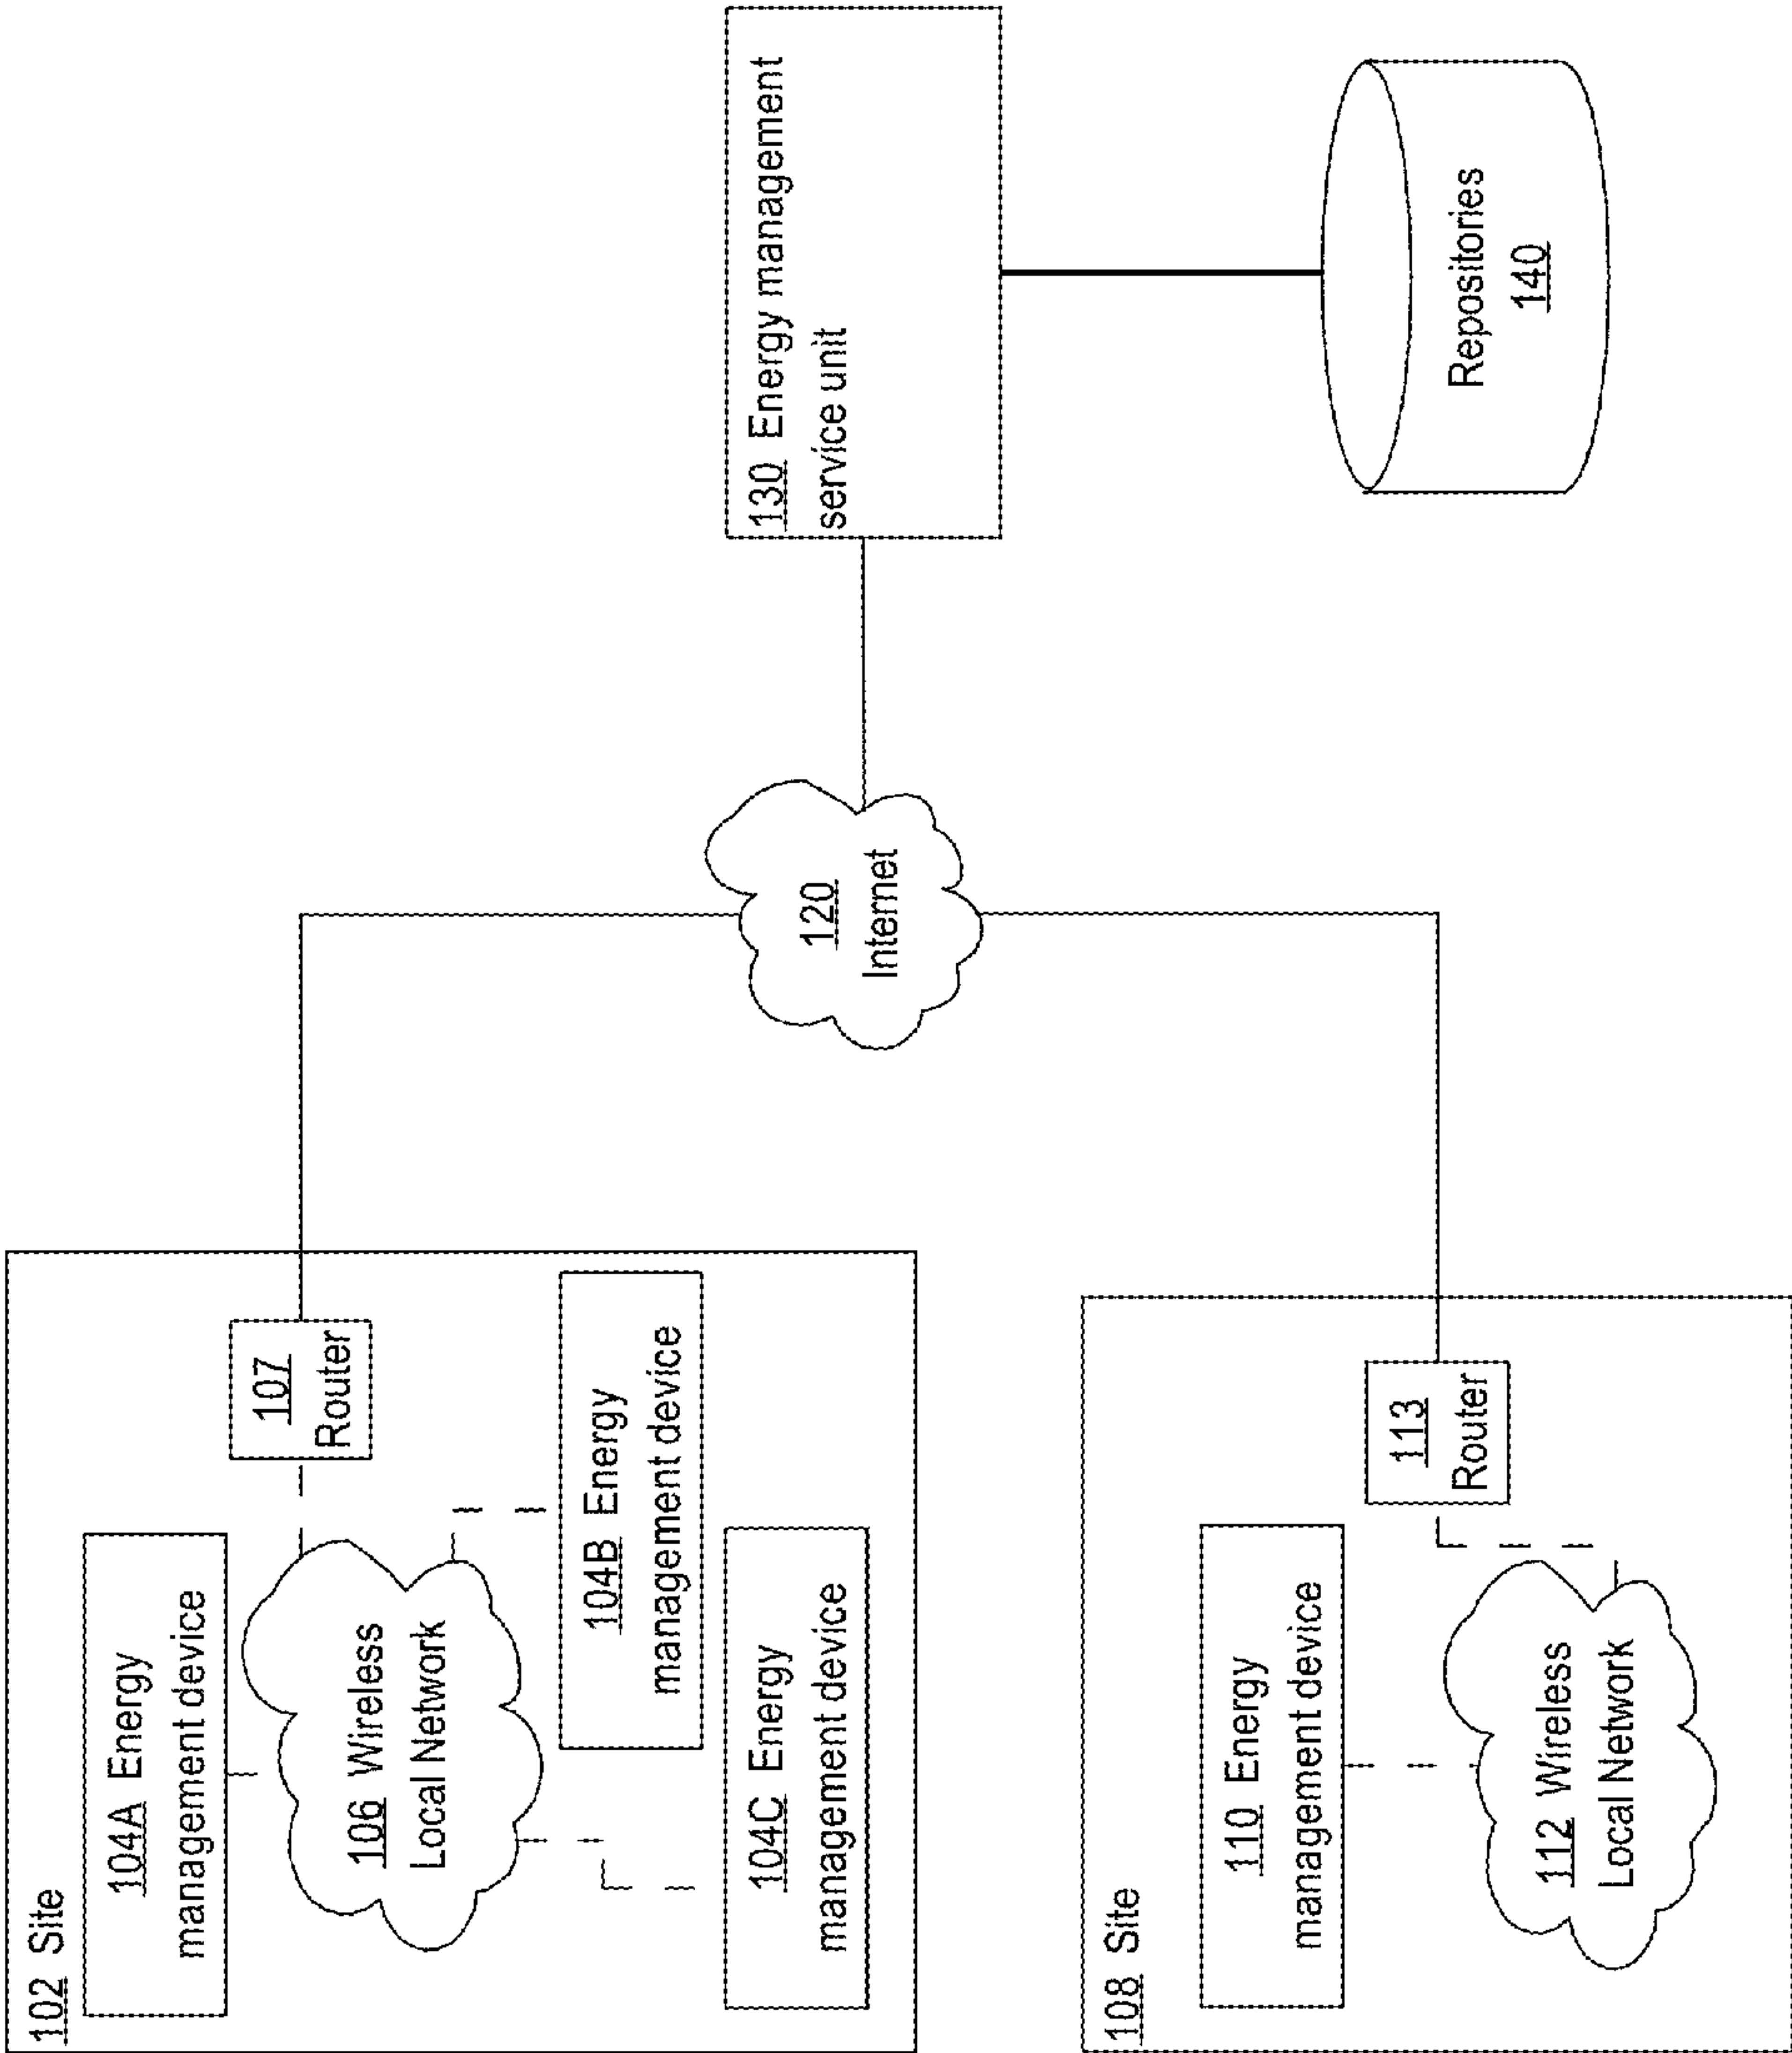 102 Site
104A Energy
management device
106 Wireless
Local Network
107
Router
104B Energy
management device
104C Energy
management device
108 Site
110 Energy
management device
112 Wireless
Local Network
113
Router
120
Internet
130 Energy management
service unit
Repositories
140